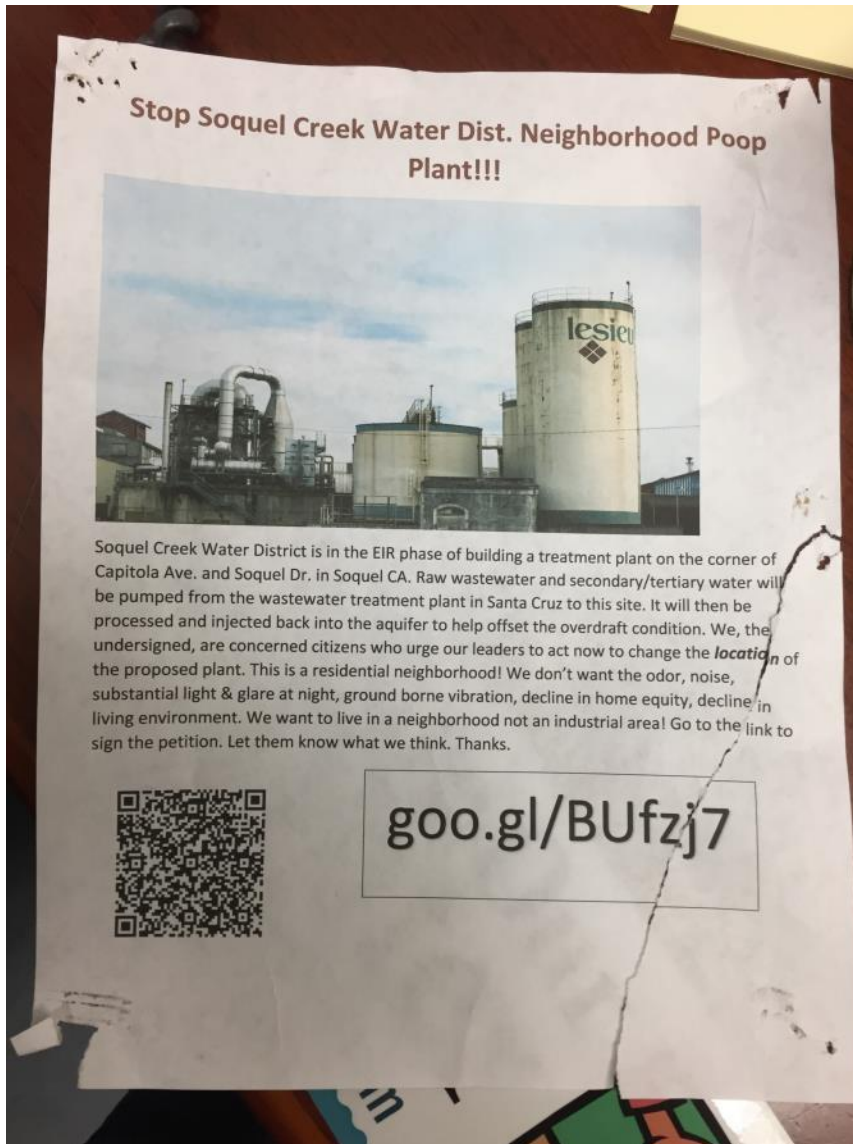 Stop Soquel Creek Water Dist. Neighborhood Poop
Plant!!!
lesieu
Soquel Creek Water District is in the EIR phase of building a treatment plant on the corner of
Capitola Ave. and Soquel Dr. in Soquel CA. Raw wastewater and secondary/tertiary water will
be pumped from the wastewater treatment plant in Santa Cruz to this site. It will then be
processed and injected back into the aquifer to help offset the overdraft condition. We, the
undersigned, are concerned citizens who urge our leaders to act now to change the location of
the proposed plant. This is a residential neighborhood! We don't want the odor, noise,
substantial light & glare at night, ground borne vibration, decline in home equity, decline in
living environment. We want to live in a neighborhood not an industrial area! Go to the link to
sign the petition. Let them know what we think. Thanks.
goo.gl/BUfzj7
in